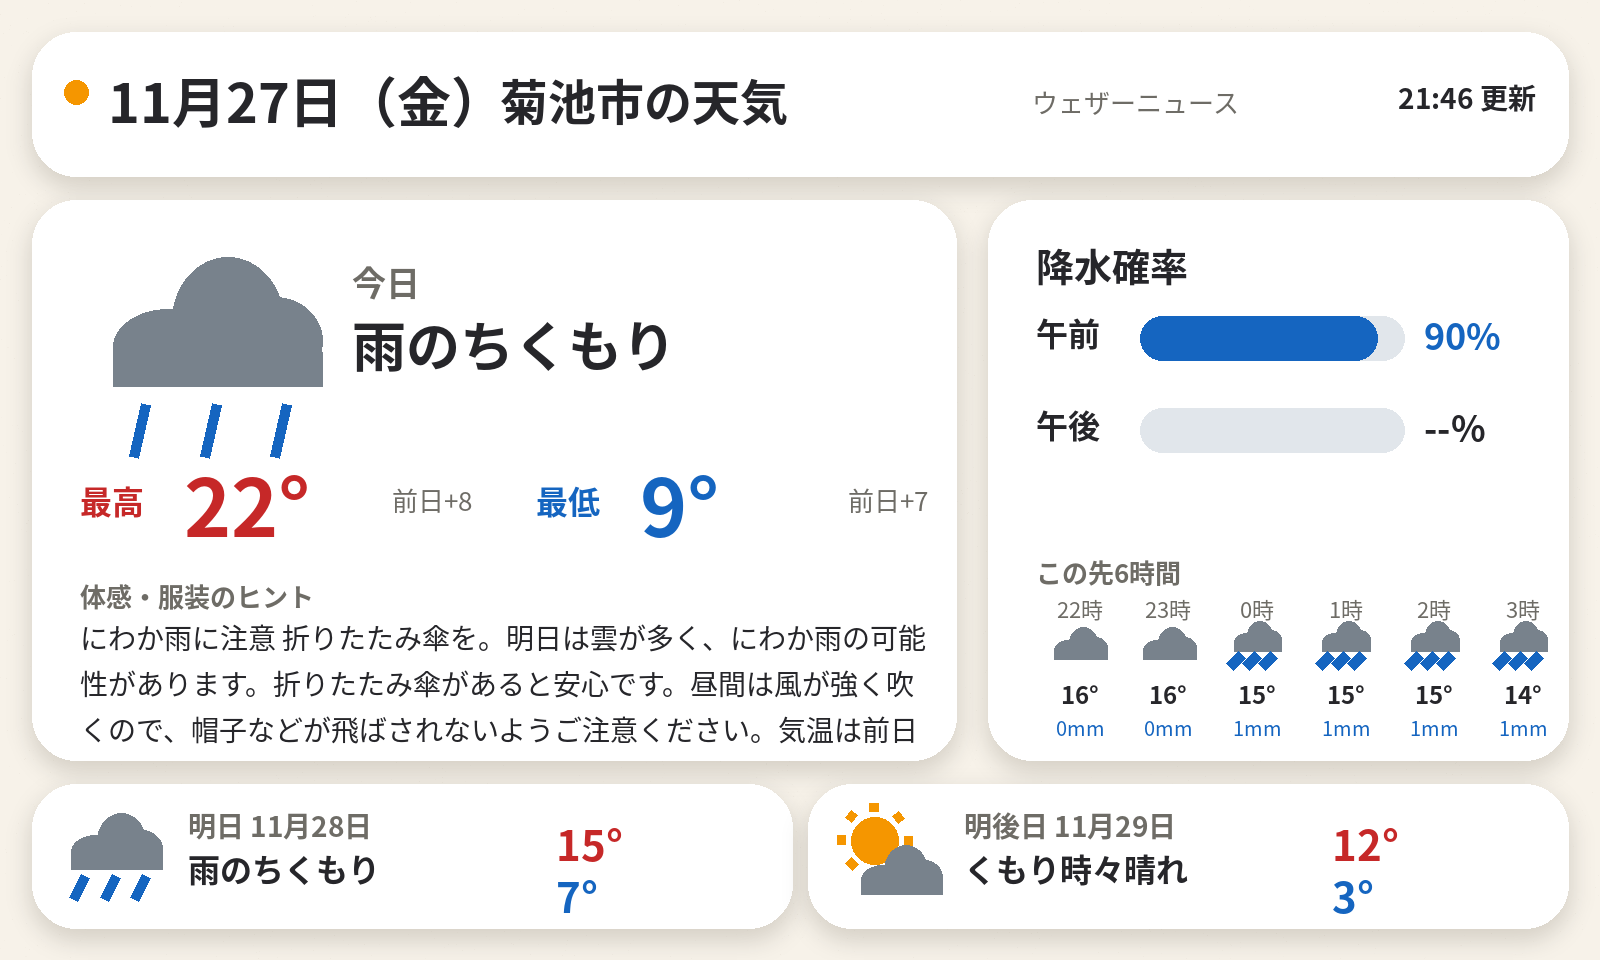 11月27日（金）菊池市の天気
ウェザーニュース
21:46 更新
今日
雨のちくもり
最高 22° 前日+8 最低 9° 前日+7
体感・服装のヒント
にわか雨に注意 折りたたみ傘を。明日は雲が多く、にわか雨の可能
性があります。折りたたみ傘があると安心です。昼間は風が強く吹
くので、帽子などが飛ばされないようご注意ください。気温は前日
降水確率
午前 90%
午後 --%
この先6時間
22時 23時 0時 1時 2時 3時
16° 16° 15° 15° 15° 14°
0mm 0mm 1mm 1mm 1mm 1mm
明日 11月28日
雨のちくもり
15°
7°
明後日 11月29日
くもり時々晴れ
12°
3°